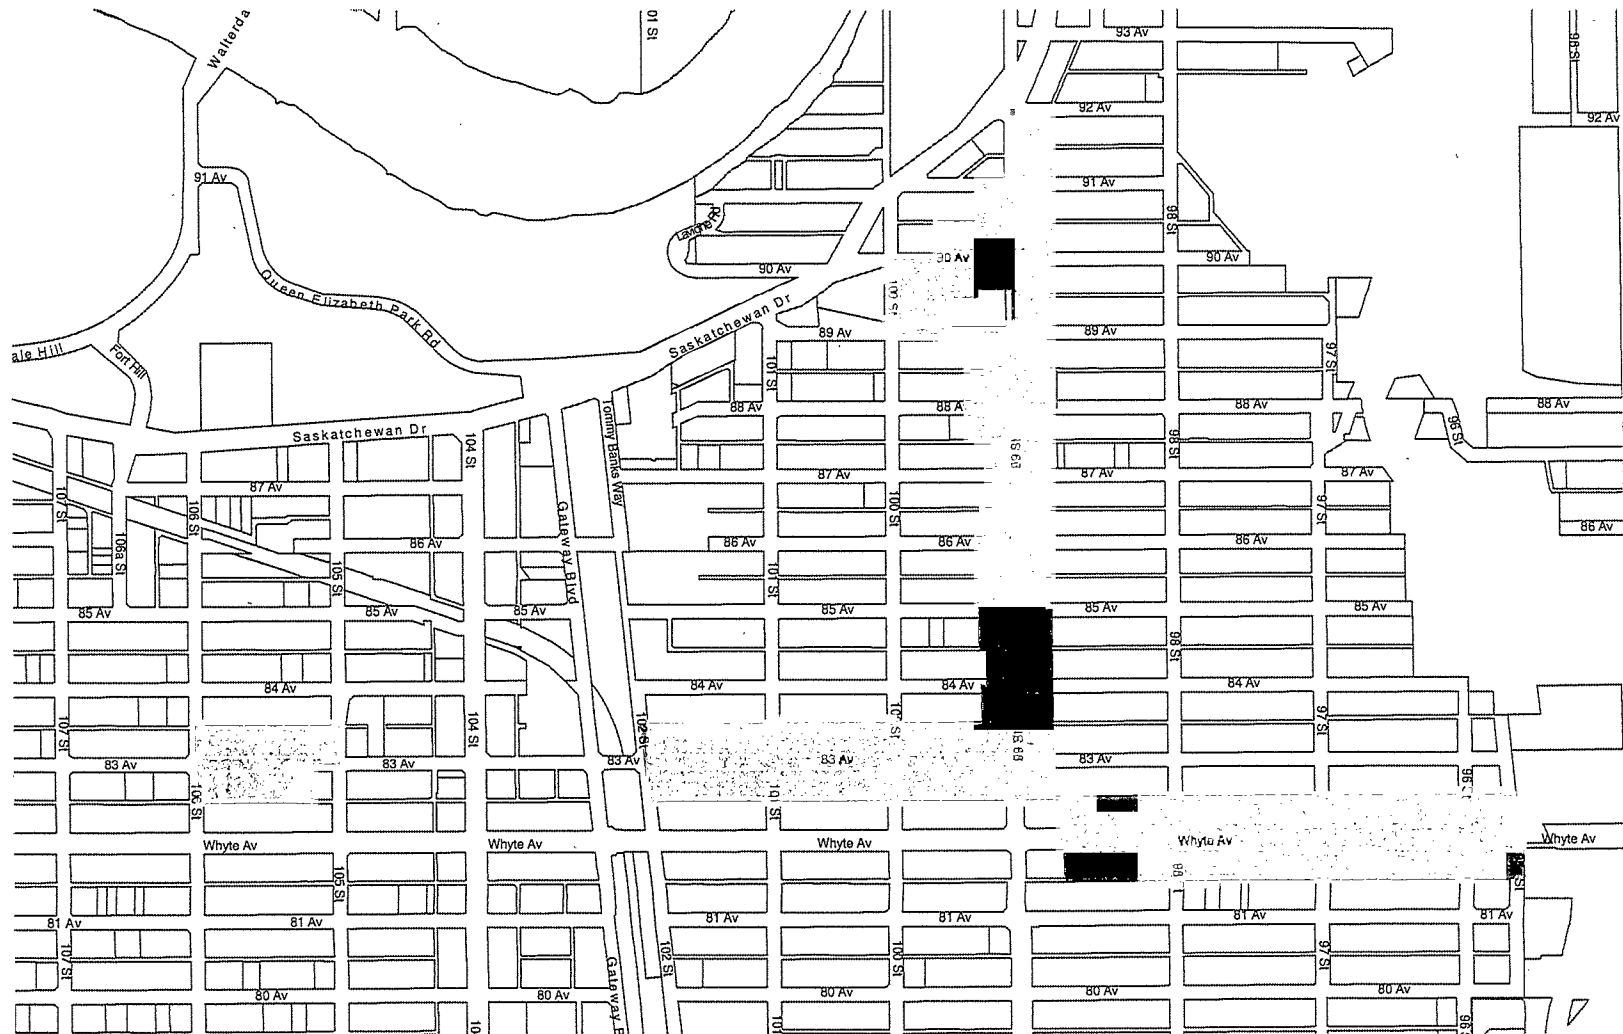 Walterda
01 St
93 Av
98 St
92 Av
92 Av
91 Av
91 Av
98 St
Lavigne Rd
90 Av
90 Av
90 Av
Queen Elizabeth Park Rd
Saskatchewan Dr
89 Av
89 Av
ale Hill
Fort Hill
101 St
97 St
88 Av
88 A
88 Av
88 Av
Tommy Banks Way
Saskatchewan Dr
104 St
98 St
96 St
87 Av
87 Av
87 Av
87 Av
107 St
106 St
106a St
Gateway Blvd
100 St
97 St
86 Av
86 Av
86 Av
86 Av
86 Av
105 St
101 St
85 Av
85 Av
85 Av
85 Av
85 Av
85 Av
98 St
84 Av
84 Av
84 Av
84 Av
107 St
104 St
102 St
97 St
83 Av
83 Av
83 Av
83 Av
83 Av
106 St
101 St
Whyte Av
Whyte Av
Whyte Av
Whyte Av
Whyte Av
105 St
81 Av
81 Av
81 Av
81 Av
81 Av
81 Av
107 St
102 St
100 St
97 St
Gateway B
80 Av
80 Av
80 Av
80 Av
80 Av